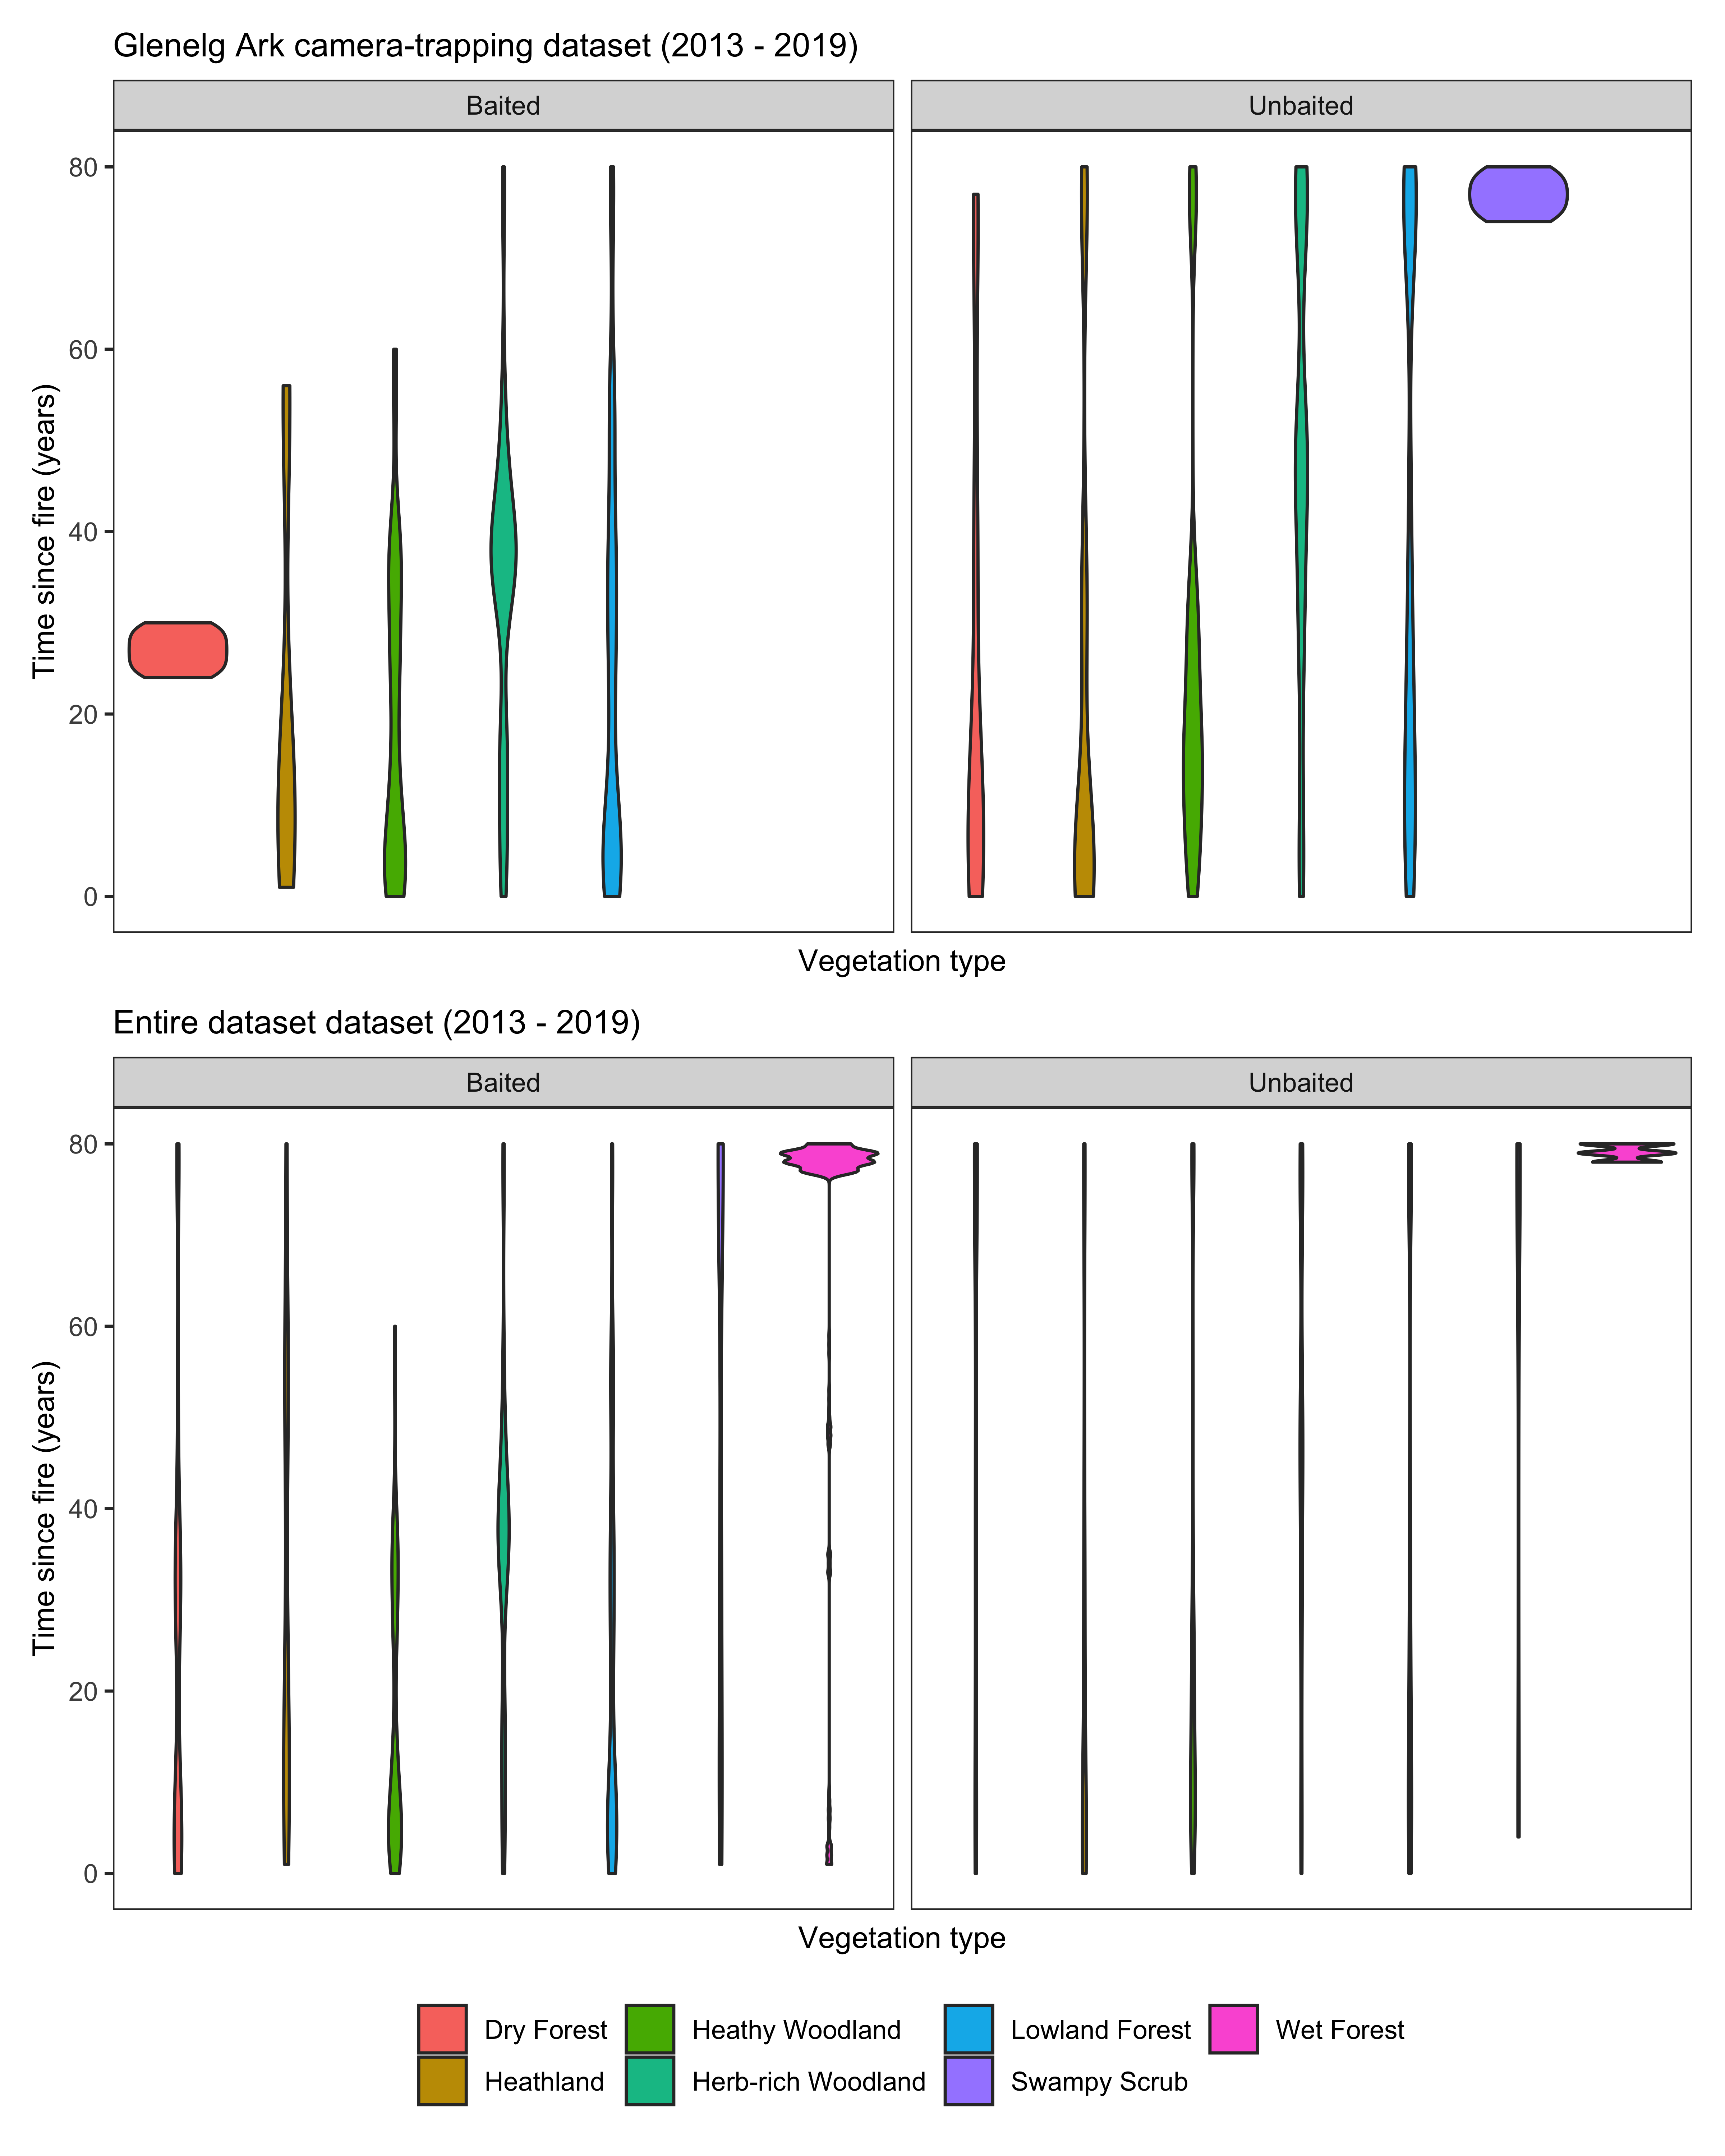 Glenelg Ark camera-trapping dataset (2013 - 2019)
Baited
Unbaited
80
60
40
20
0
Time since fire (years)
Vegetation type
Entire dataset dataset (2013 - 2019)
Baited
Unbaited
80
60
40
20
0
Time since fire (years)
Vegetation type
Dry Forest
Heathy Woodland
Lowland Forest
Wet Forest
Heathland
Herb-rich Woodland
Swampy Scrub